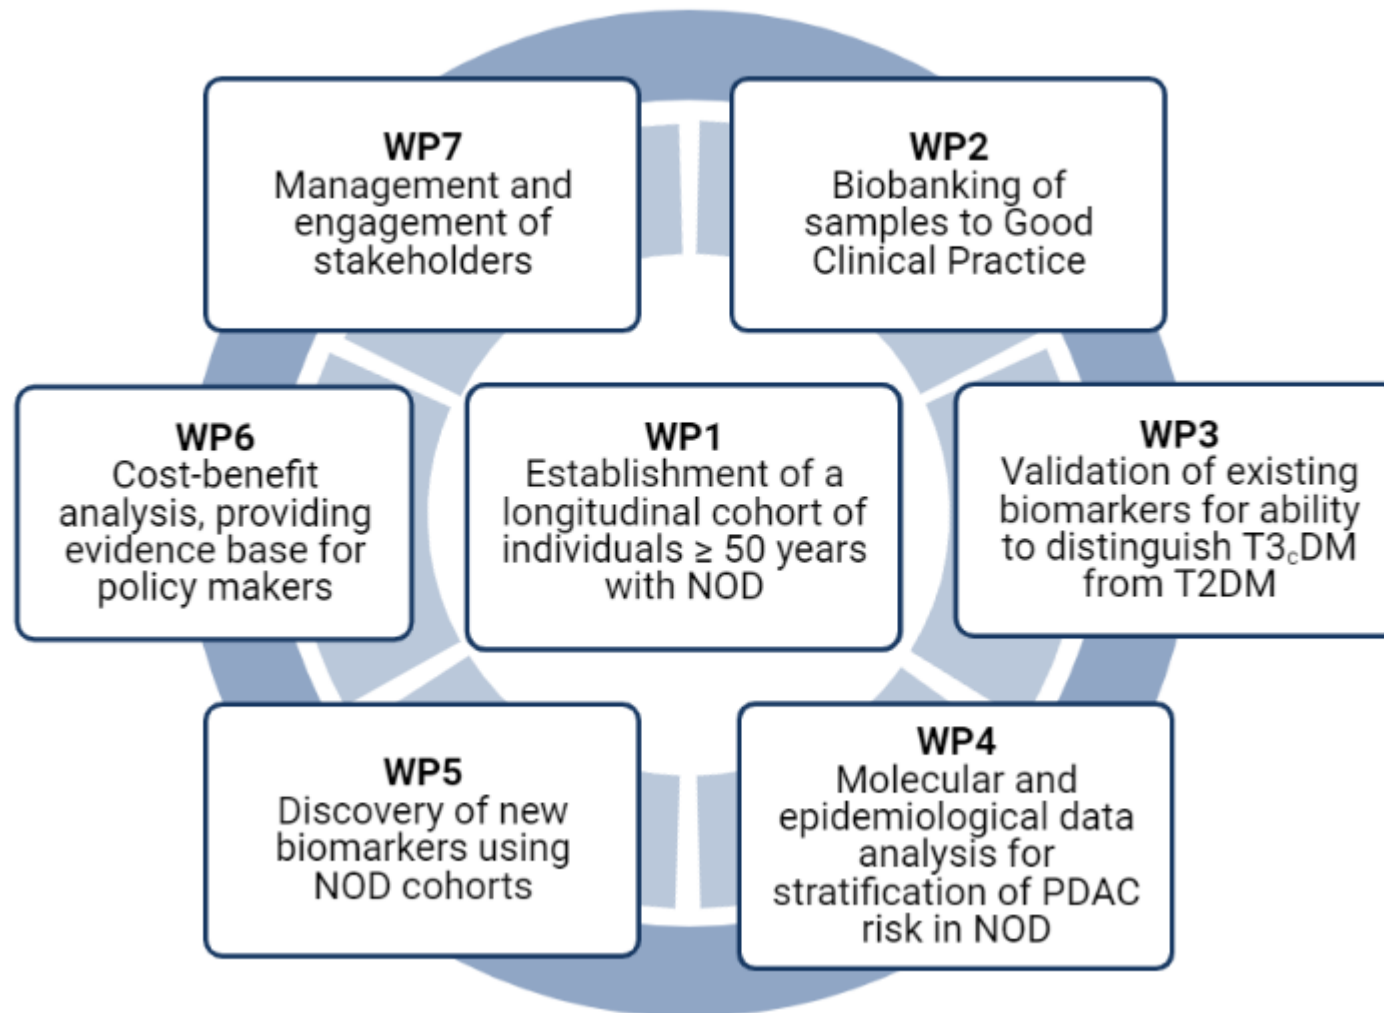 WP7
Management and
engagement of
stakeholders
WP2
Biobanking of
samples to Good
Clinical Practice
WP6
Cost-benefit
analysis, providing
evidence base for
policy makers
WP1
Establishment of a
longitudinal cohort of
individuals ≥ 50 years
with NOD
WP3
Validation of existing
biomarkers for ability
to distinguish T3cDM
from T2DM
WP5
Discovery of new
biomarkers using
NOD cohorts
WP4
Molecular and
epidemiological data
analysis for
stratification of PDAC
risk in NOD